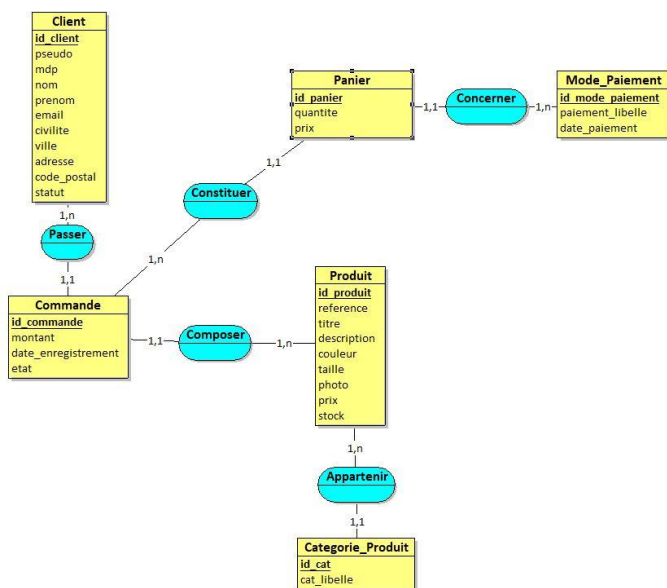 Client
id_client
pseudo
mdp
nom
prenom
email
civilite
ville
adresse
code_postal
statut
1,n
Passer
1,1
Commande
id_commande
montant
date_enregistrement
etat
1,n
Constituer
1,1
Panier
id_panier
quantite
prix
1,1
Concerner
1,n
Mode_Paiement
id_mode_paiement
paiement_libelle
date_paiement
1,1
Composer
1,n
Produit
id_produit
reference
titre
description
couleur
taille
photo
prix
stock
1,n
Appartenir
1,1
Categorie_Produit
id_cat
cat_libelle